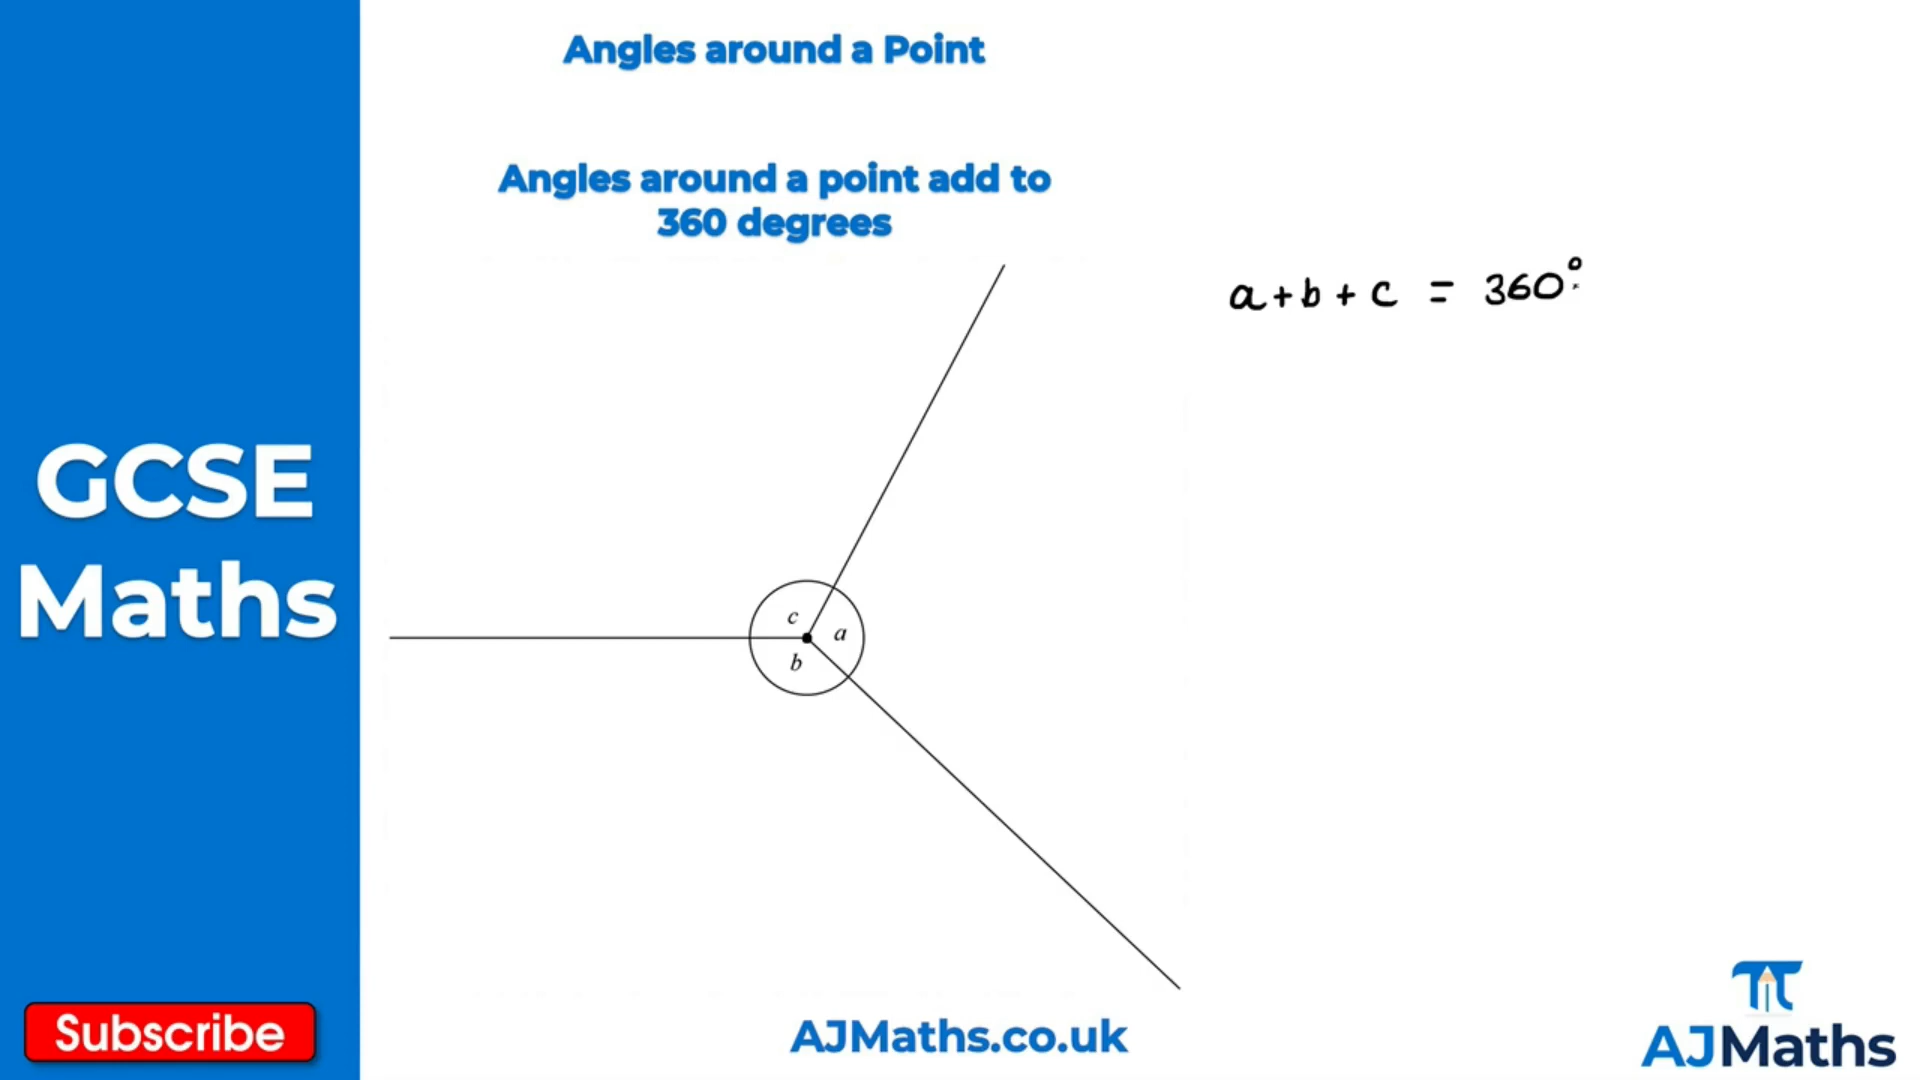 Angles around a Point
Angles around a point add to
360 degrees
a + b + c = 360°
GCSE
Maths
c
a
b
Subscribe
AJMaths.co.uk
AJMaths